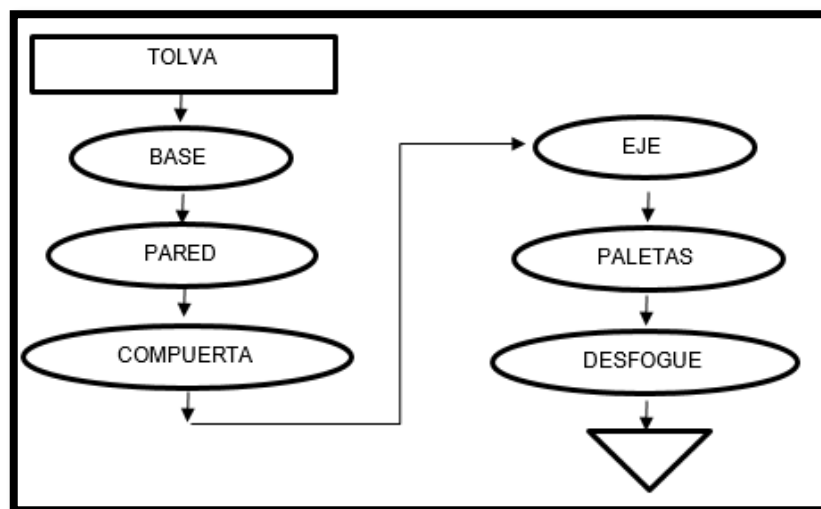 TOLVA
BASE
PARED
COMPUERTA
EJE
PALETAS
DESFOGUE